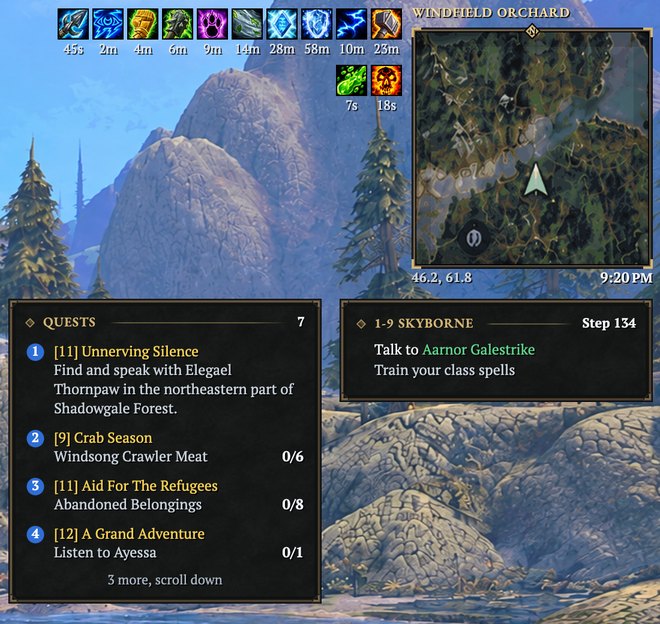 WINDFIELD ORCHARD
45s 2m 4m 6m 9m 14m 28m 58m 10m 23m
N
7s 18s
46.2, 61.8 9:20 PM
QUESTS 7
1 [11] Unnerving Silence
Find and speak with Elegael
Thornpaw in the northeastern part of
Shadowgale Forest.
2 [9] Crab Season
Windsong Crawler Meat 0/6
3 [11] Aid For The Refugees
Abandoned Belongings 0/8
4 [12] A Grand Adventure
Listen to Ayessa 0/1
3 more, scroll down
1-9 SKYBORNE Step 134
Talk to Aarnor Galestrike
Train your class spells